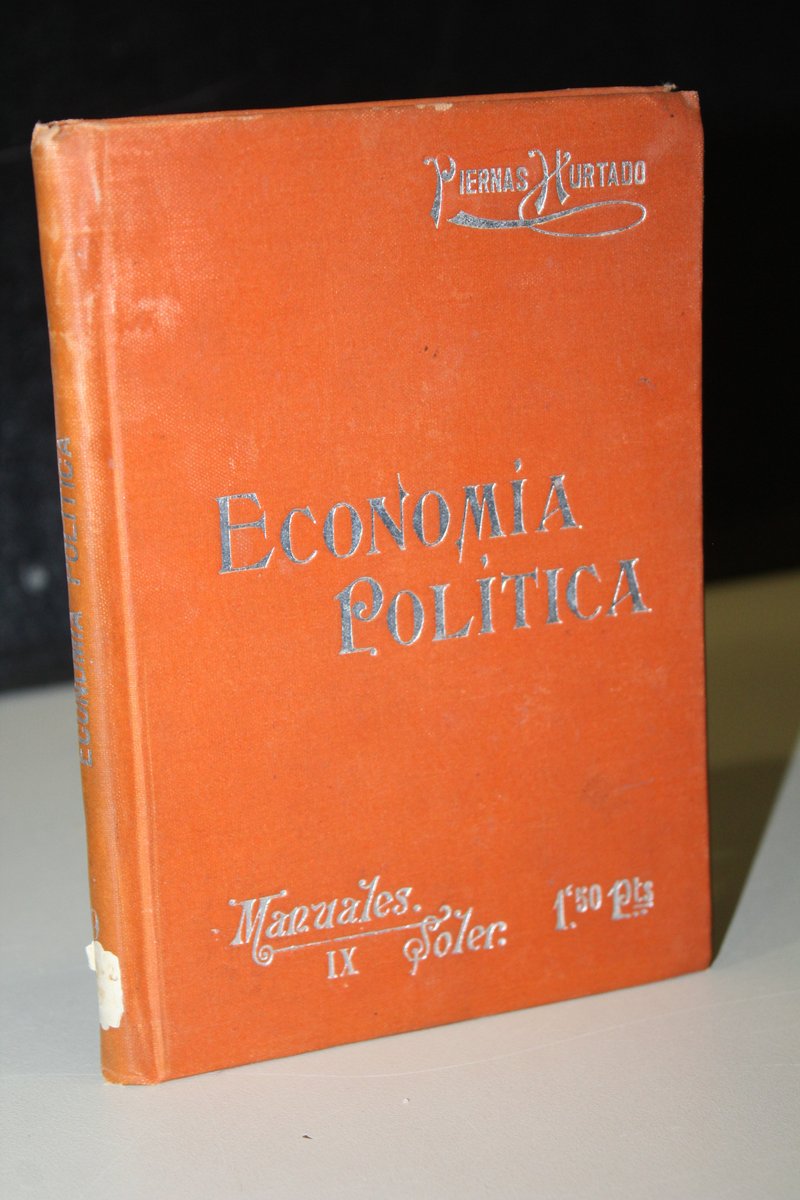 Piernas Hurtado
Economía
Política
Manuales.
Soler.
IX
1'50 Pts
ECONOMÍA POLÍTICA